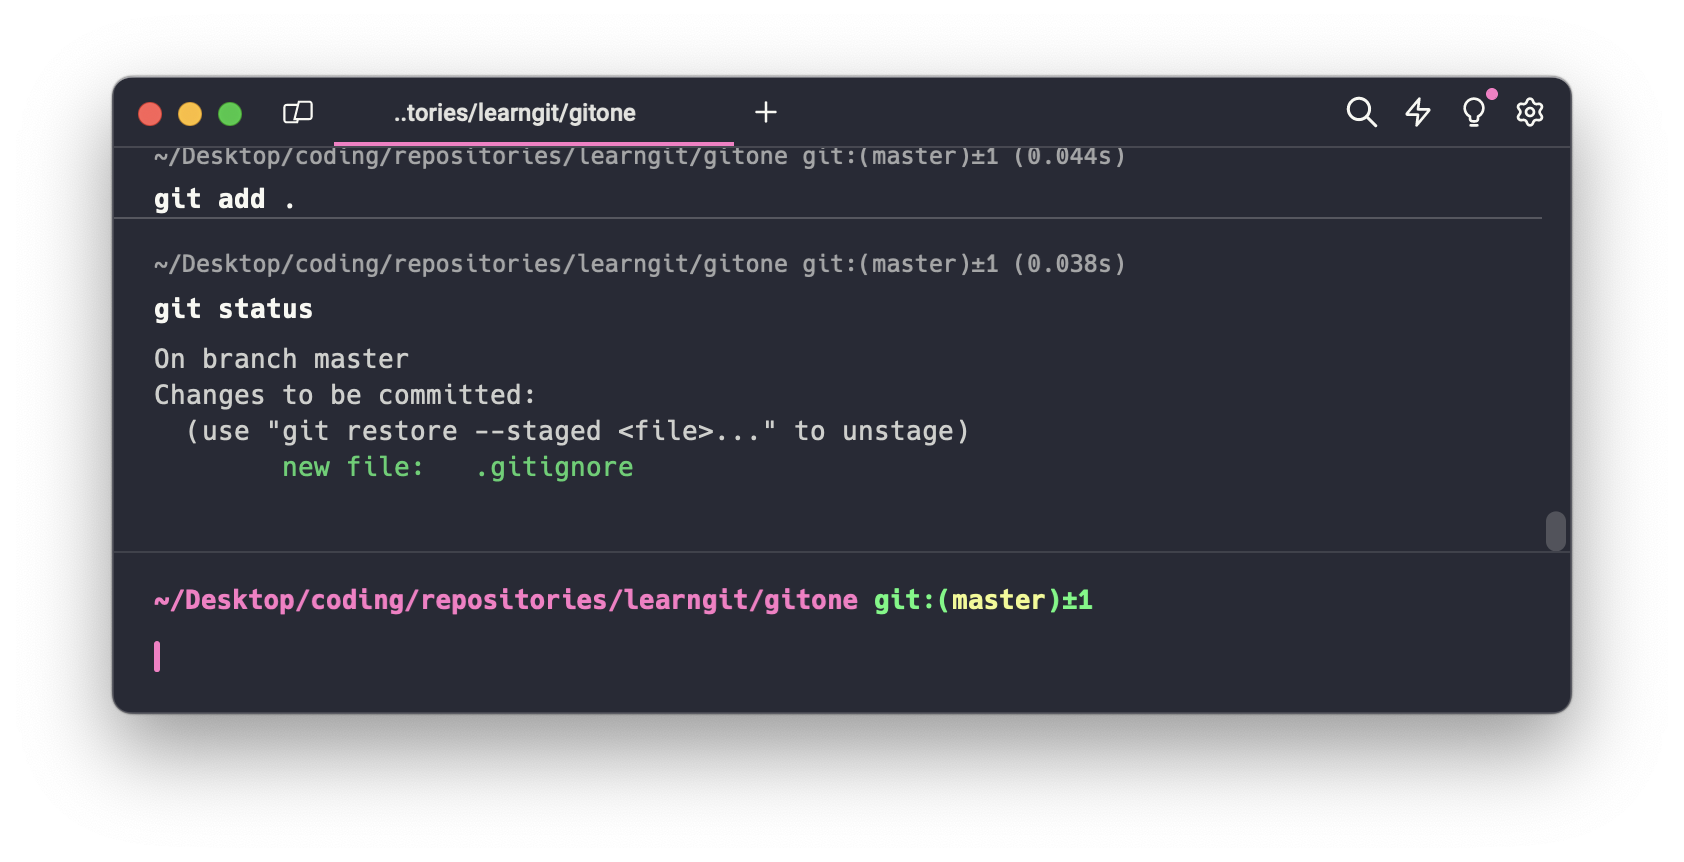 ..tories/learngit/gitone
~/Desktop/coding/repositories/learngit/gitone git:(master)±1 (0.044s)
git add .
~/Desktop/coding/repositories/learngit/gitone git:(master)±1 (0.038s)
git status
On branch master
Changes to be committed:
  (use "git restore --staged <file>..." to unstage)
        new file:   .gitignore
~/Desktop/coding/repositories/learngit/gitone git:(master)±1